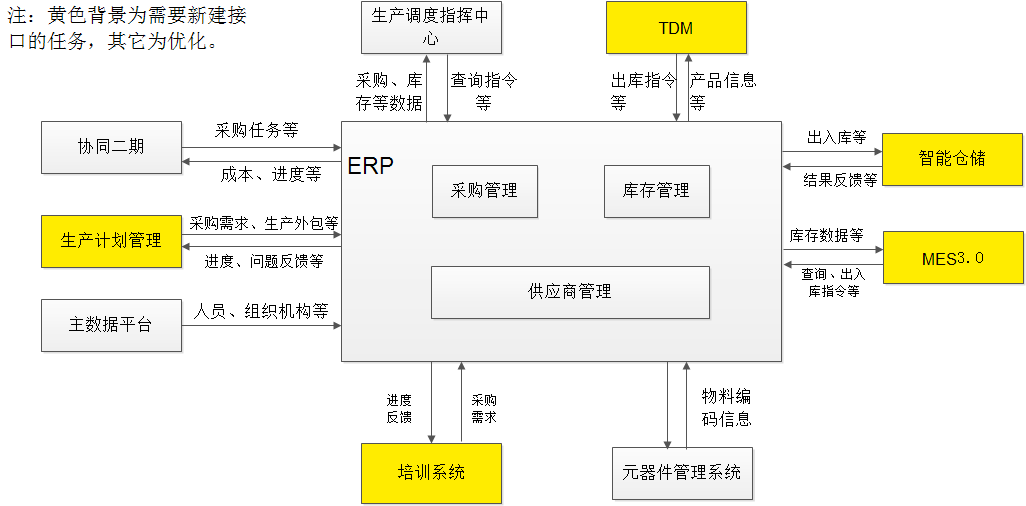 注：黄色背景为需要新建接
口的任务，其它为优化。
生产调度指挥中
心
TDM
采购、库
存等数据
查询指令
等
出库指令
等
产品信息
等
协同二期
采购任务等
成本、进度等
ERP
采购管理
库存管理
出入库等
结果反馈等
智能仓储
生产计划管理
采购需求、生产外包等
进度、问题反馈等
供应商管理
库存数据等
查询、出入
库指令等
MES3.0
主数据平台
人员、组织机构等
进度
反馈
采购
需求
物料编
码信息
培训系统
元器件管理系统